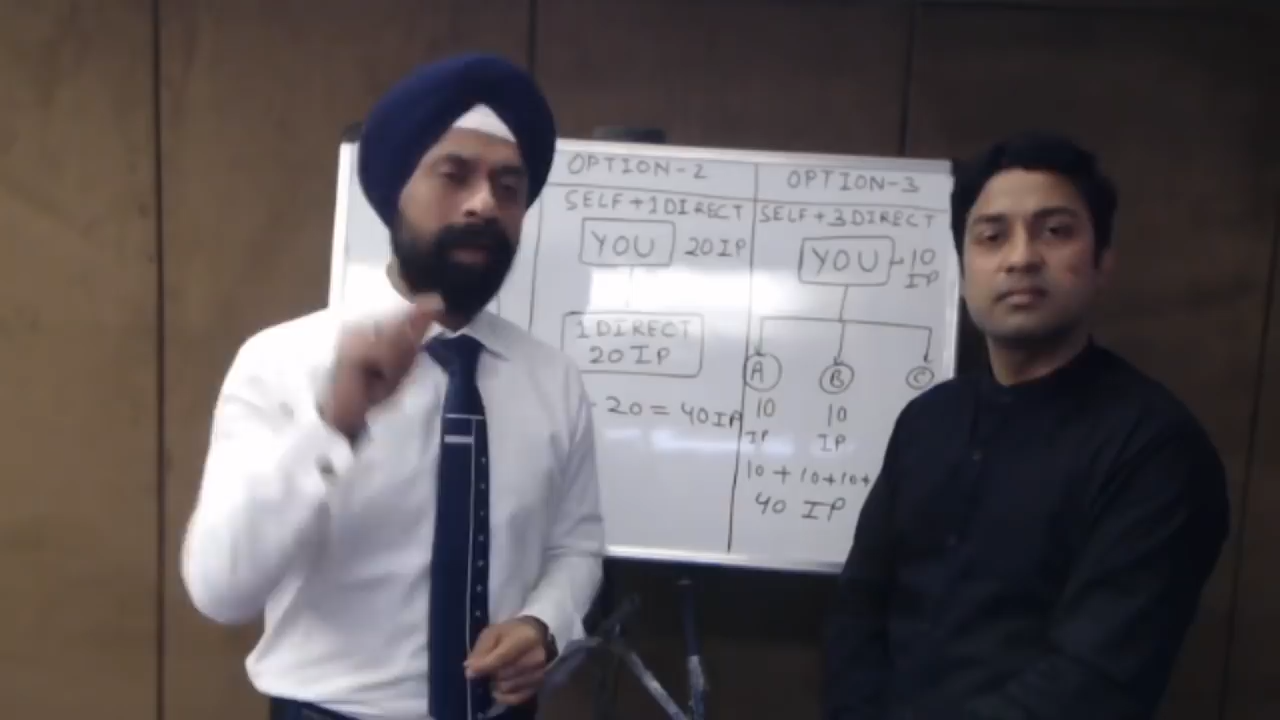 OPTION-2
SELF+1DIRECT
YOU 20IP
1DIRECT
20IP
20=40IP
OPTION-3
SELF+3DIRECT
YOU-10
IP
A B C
10 10
IP IP
10+10+10+
40 IP